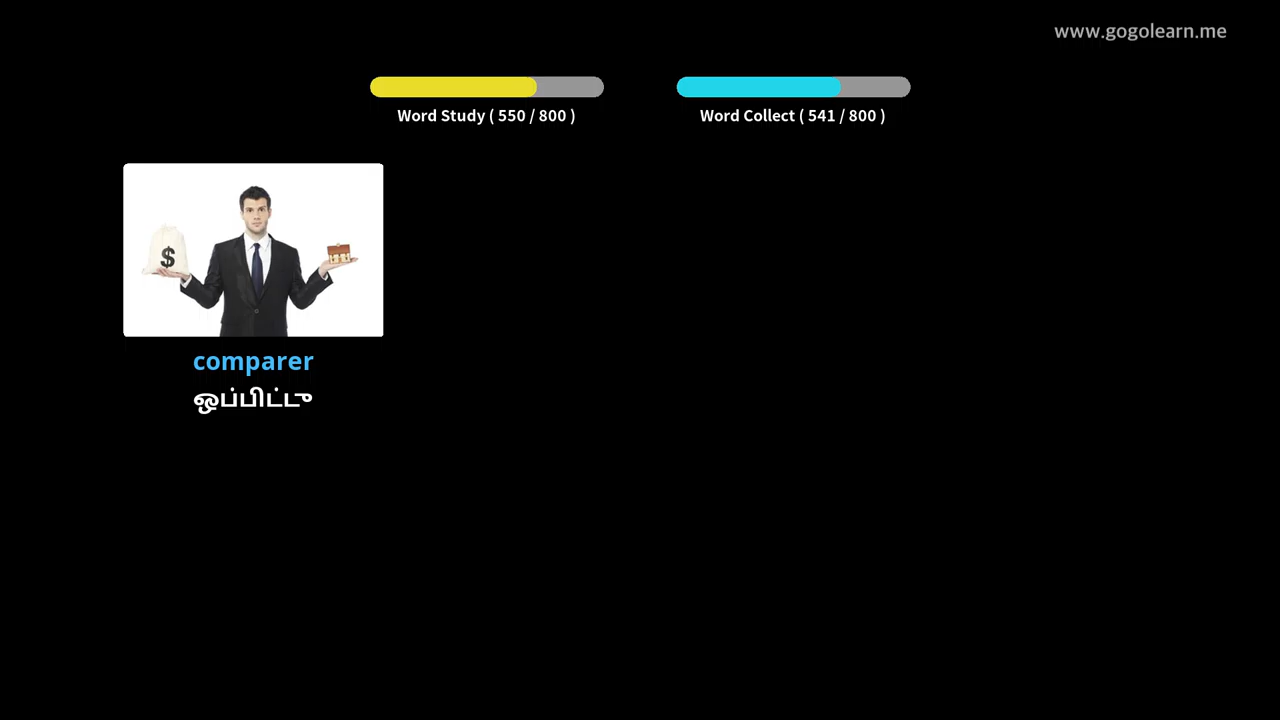 www.gogolearn.me
Word Study ( 550 / 800 )
Word Collect ( 541 / 800 )
$
comparer
ஒப்பிட்டு